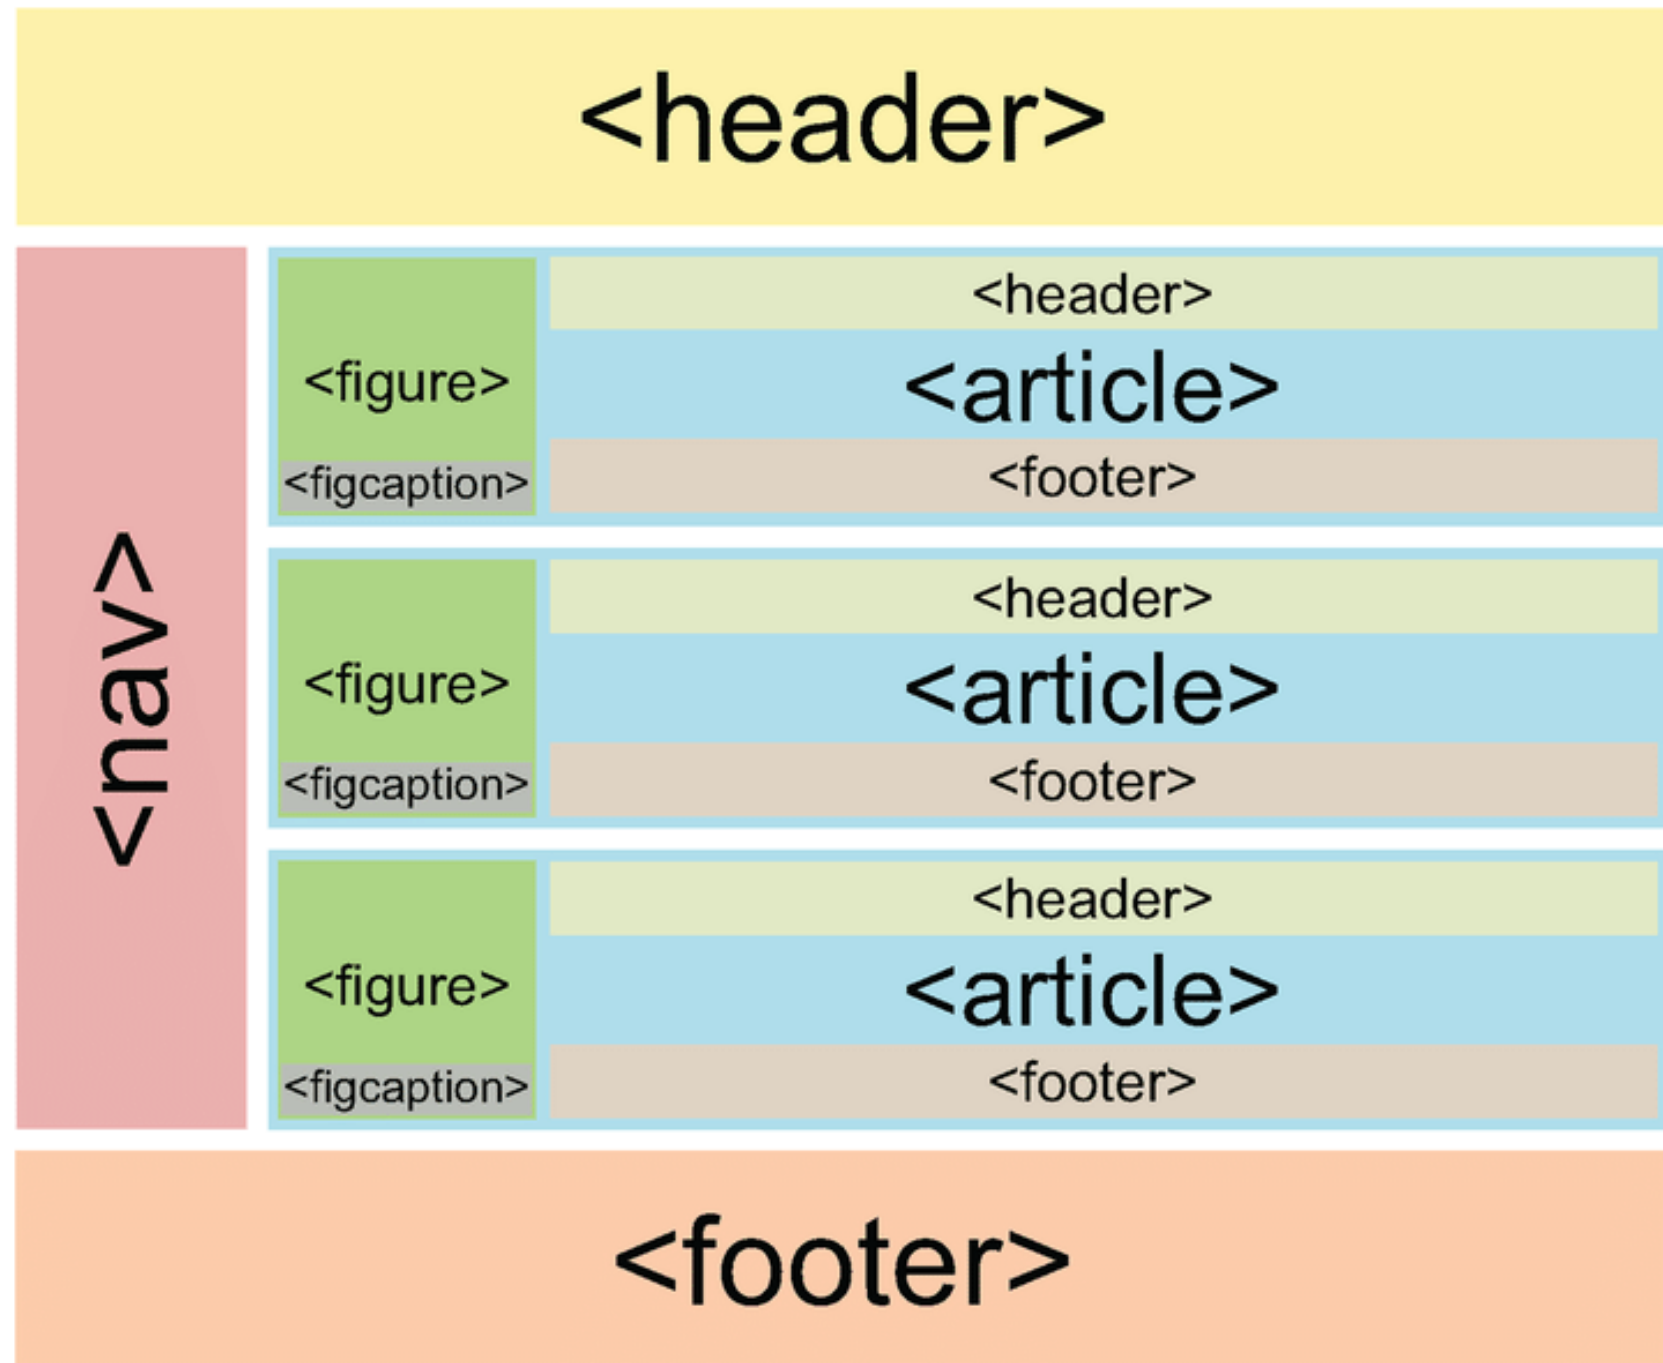 <header>
<nav>
<figure>
<figcaption>
<header>
<article>
<footer>
<figure>
<figcaption>
<header>
<article>
<footer>
<figure>
<figcaption>
<header>
<article>
<footer>
<footer>